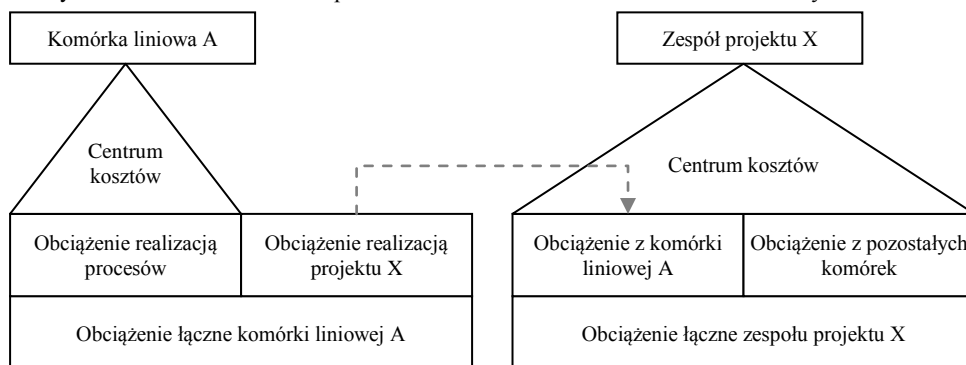 Komórka liniowa A
Zespół projektu X
Centrum
kosztów
Centrum kosztów
Obciążenie realizacją
procesów
Obciążenie realizacją
projektu X
Obciążenie z komórki
liniowej A
Obciążenie z pozostałych
komórek
Obciążenie łączne komórki liniowej A
Obciążenie łączne zespołu projektu X